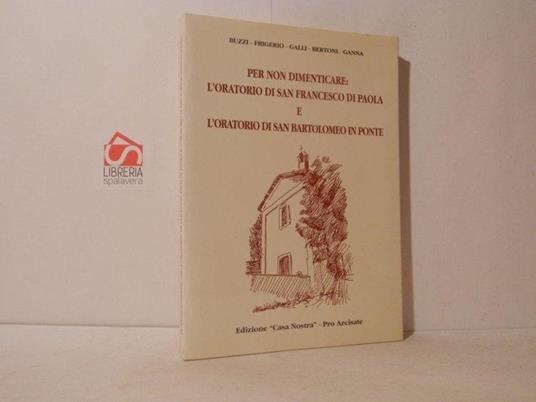 BUZZI - FRIGERIO - GALLI - BERTONI - GANNA
PER NON DIMENTICARE:
L'ORATORIO DI SAN FRANCESCO DI PAOLA
E
L'ORATORIO DI SAN BARTOLOMEO IN PONTE
Edizione "Casa Nostra" - Pro Arcisate
LIBRERIA
spalavera